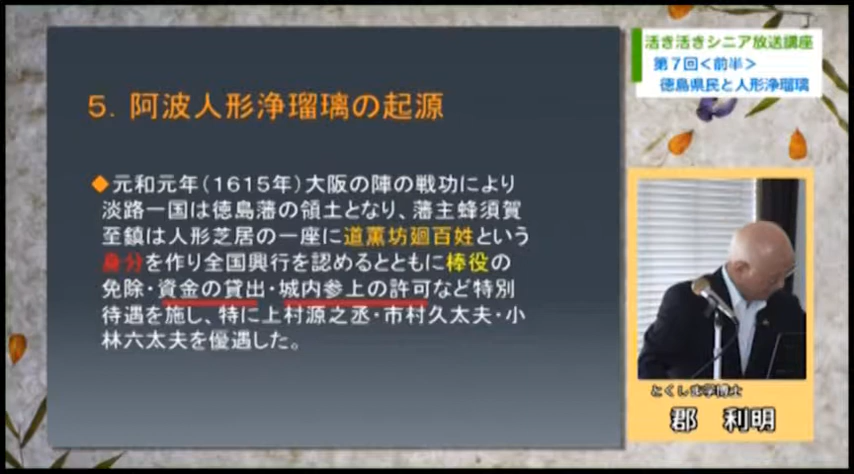 活き活きシニア放送講座
第7回<前半>
徳島県民と人形浄瑠璃
5. 阿波人形浄瑠璃の起源
◆元和元年(1615年)大阪の陣の戦功により
淡路一国は徳島藩の領土となり、藩主蜂須賀
至鎮は人形芝居の一座に道薫坊廻百姓という
身分を作り全国興行を認めるとともに棒役の
免除・資金の貸出・城内参上の許可など特別
待遇を施し、特に上村源之丞・市村久太夫・小
林六太夫を優遇した。
とくしま学博士
郡 利明